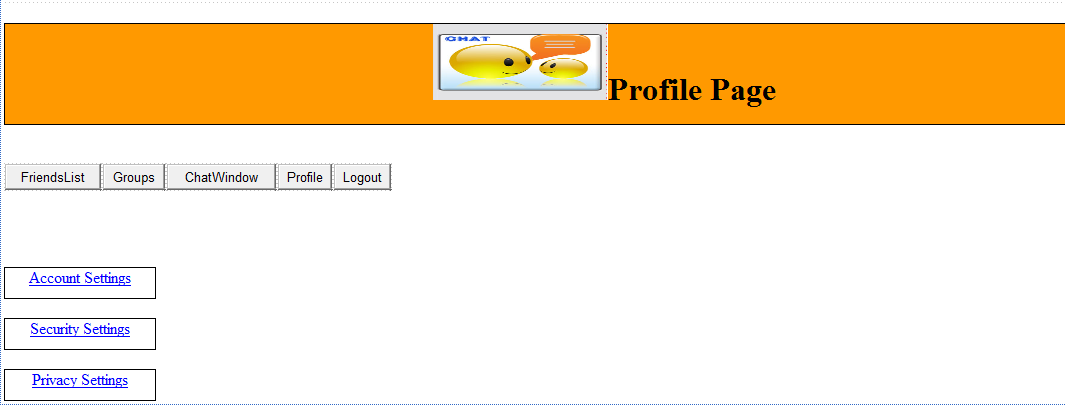 CHAT
Profile Page
FriendsList Groups ChatWindow Profile Logout
Account Settings
Security Settings
Privacy Settings